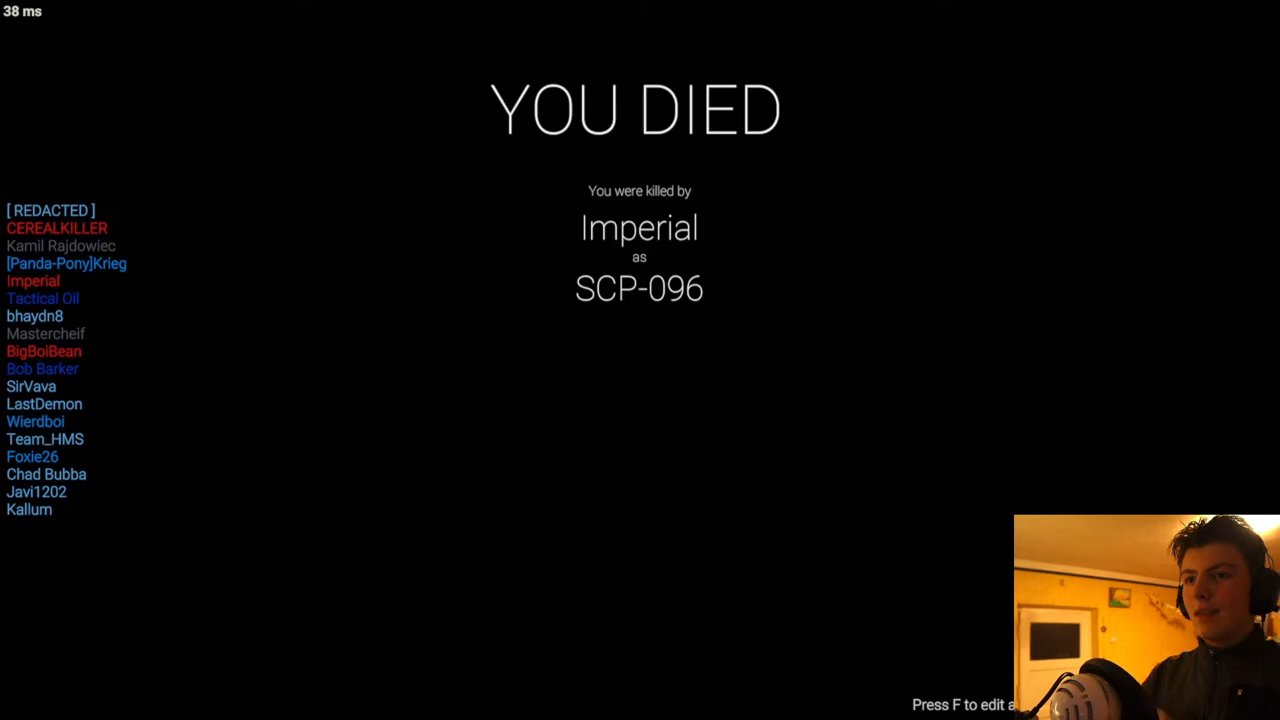 38 ms
YOU DIED
You were killed by
Imperial
as
SCP-096
[ REDACTED ]
CEREALKILLER
Kamil Rajdowiec
[Panda-Pony]Krieg
Imperial
Tactical Oil
bhaydn8
Mastercheif
BigBoiBean
Bob Barker
SirVava
LastDemon
Wierdboi
Team_HMS
Foxie26
Chad Bubba
Javi1202
Kallum
Press F to edit